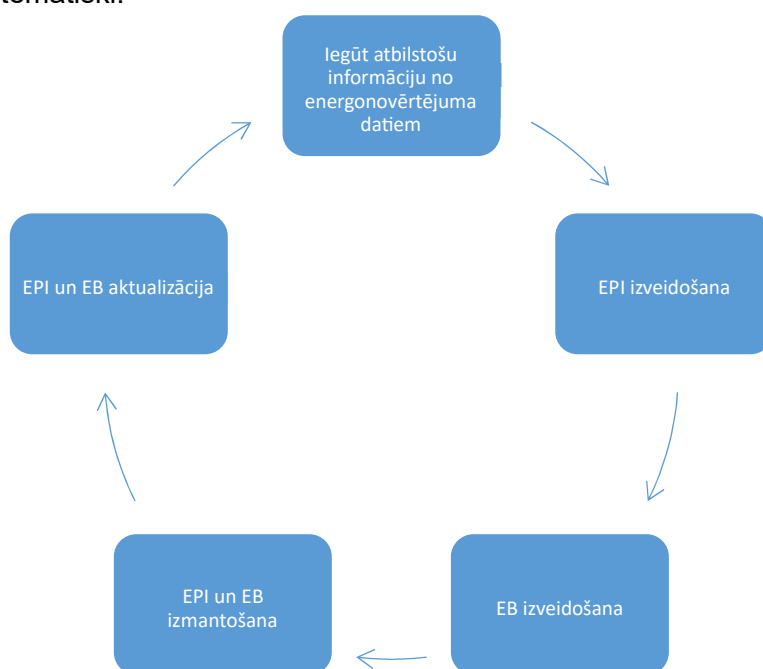 Iegūt atbilstošu
informāciju no
energonovērtējuma
datiem
EPI izveidošana
EB izveidošana
EPI un EB
izmantošana
EPI un EB aktualizācija